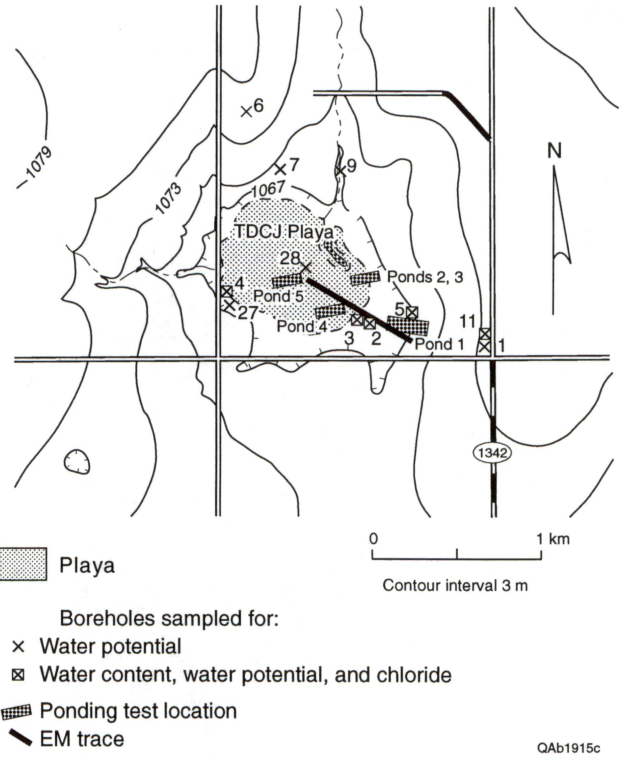 6
N
1079
7
9
1073
1067
TDCJ Playa
28
Ponds 2, 3
4
Pond 5
5
27
Pond 4
11
3
2
Pond 1
1
1342
0
1 km
Playa
Contour interval 3 m
Boreholes sampled for:
Water potential
Water content, water potential, and chloride
Ponding test location
EM trace
QAb1915c